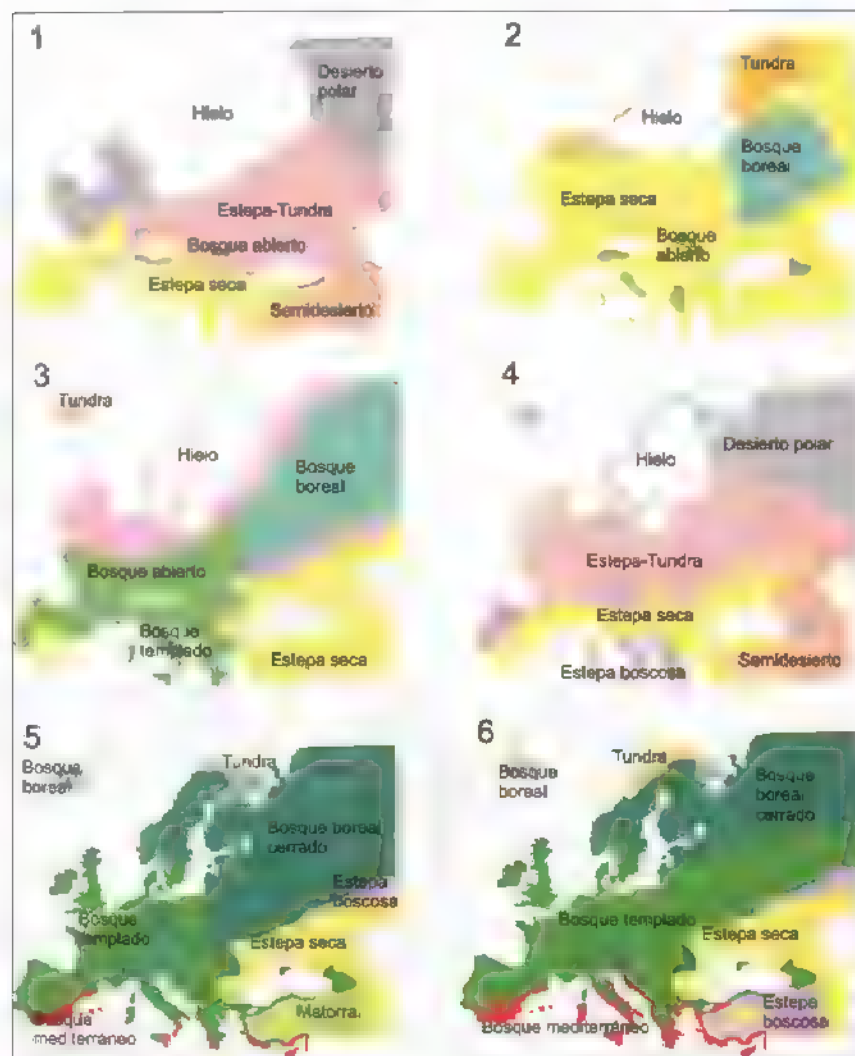 1
Desierto
polar
Hielo
Estepa-Tundra
Bosque abierto
Estepa seca
Semidesierto
2
Tundra
Hielo
Bosque
boreal
Estepa seca
Bosque
abierto
3
Tundra
Hielo
Bosque
boreal
Bosque abierto
Bosque
templado
Estepa seca
4
Desierto polar
Hielo
Estepa-Tundra
Estepa seca
Estepa boscosa
Semidesierto
5
Bosque
boreal
Tundra
Bosque boreal
cerrado
Estepa
boscosa
Bosque
templado
Estepa seca
Matorral
Bosque
mediterráneo
6
Bosque
boreal
Tundra
Bosque
boreal
cerrado
Bosque templado
Estepa seca
Estepa
boscosa
Bosque mediterráneo